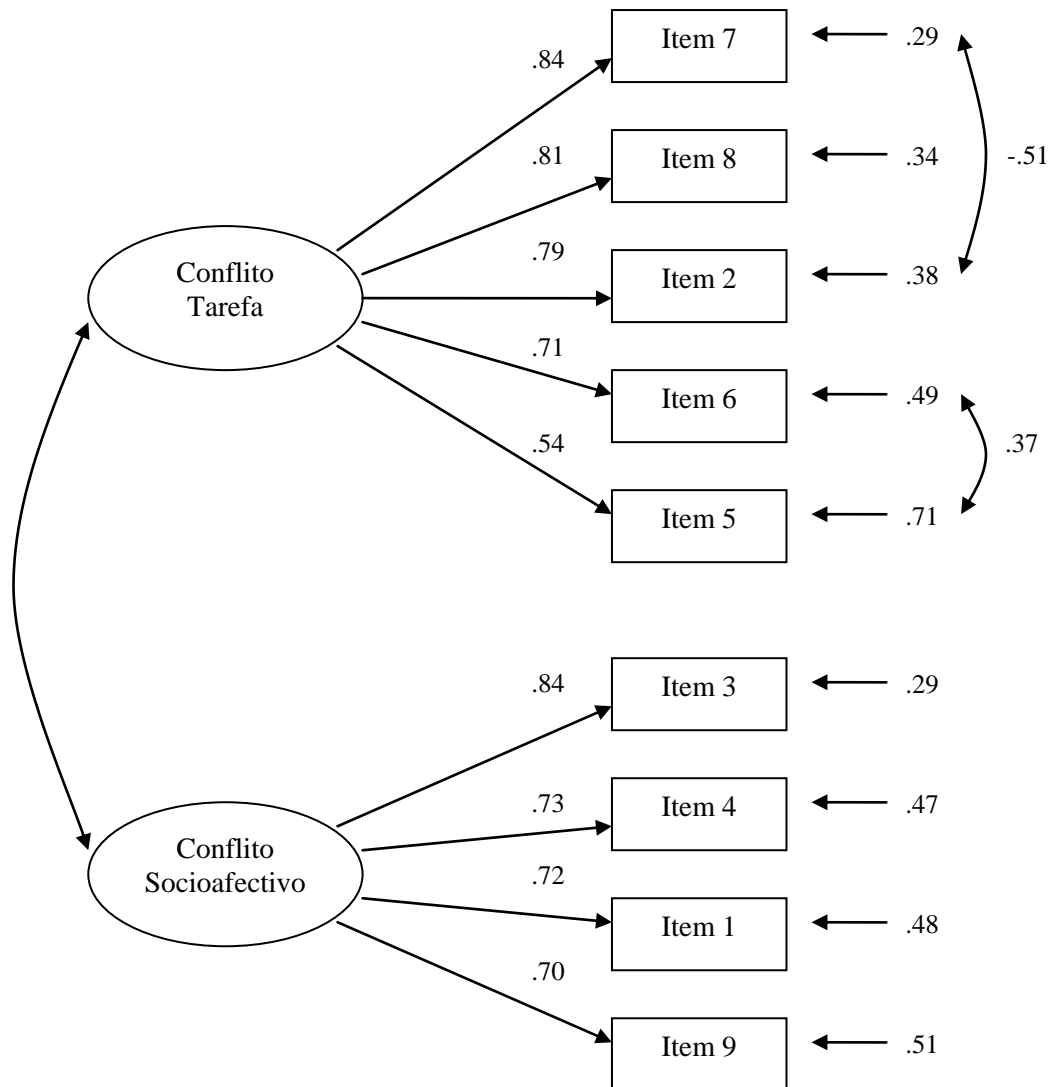 Item 7
.29
.84
.81
Item 8
.34
-.51
.79
Item 2
.38
Conflito
Tarefa
.71
Item 6
.49
.54
.37
Item 5
.71
.84
Item 3
.29
.73
Item 4
.47
Conflito
Socioafectivo
.72
Item 1
.48
.70
Item 9
.51